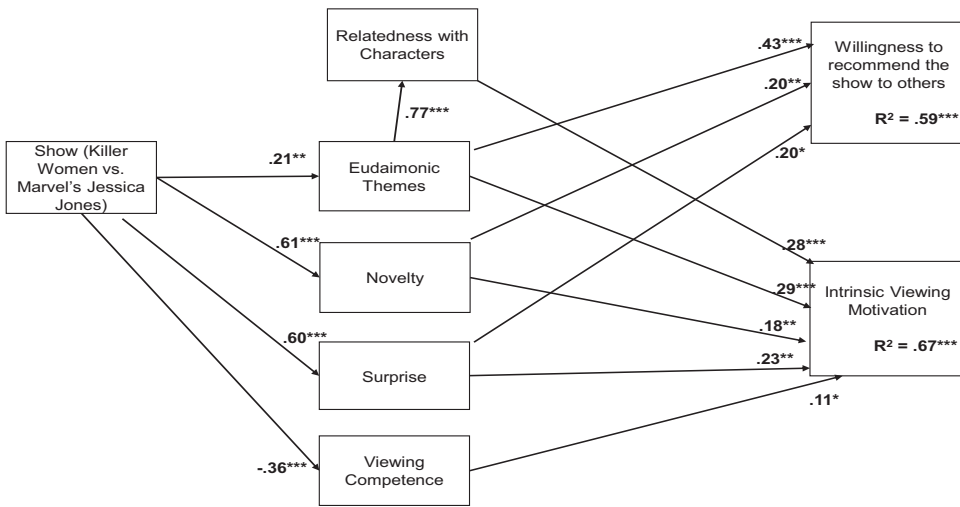 Relatedness with
Characters
.43***
Willingness to
recommend the
show to others
R² = .59***
.20**
.77***
.20*
Show (Killer
Women vs.
Marvel's Jessica
Jones)
.21**
Eudaimonic
Themes
.61***
Novelty
.28***
.29***
Intrinsic Viewing
Motivation
R² = .67***
.18**
.60***
Surprise
.23**
.11*
-.36***
Viewing
Competence